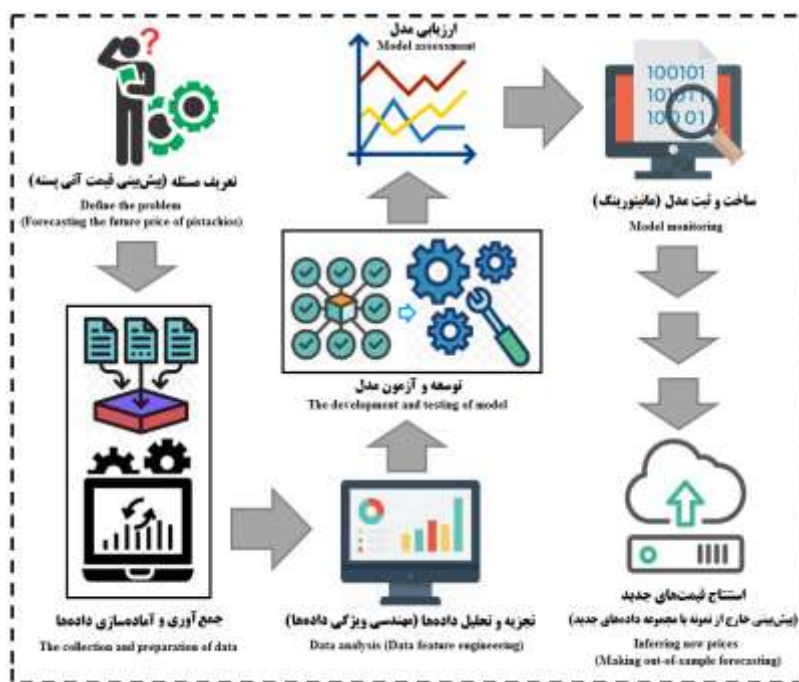 تعریف مسئله (پیش‌بینی قیمت آتی پسته)
Define the problem
(Forecasting the future price of pistachios)
جمع‌آوری و آماده‌سازی داده‌ها
The collection and preparation of data
تجزیه و تحلیل داده‌ها (مهندسی ویژگی داده‌ها)
Data analysis (Data feature engineering)
توسعه و آزمون مدل
The development and testing of model
ارزیابی مدل
Model assessment
100101
101011
100 01
ساخت و ثبت مدل (مانیتورینگ)
Model monitoring
استنتاج قیمت‌های جدید
(پیش‌بینی خارج از نمونه با مجموعه داده‌های جدید)
Inferring new prices
(Making out-of-sample forecasting)